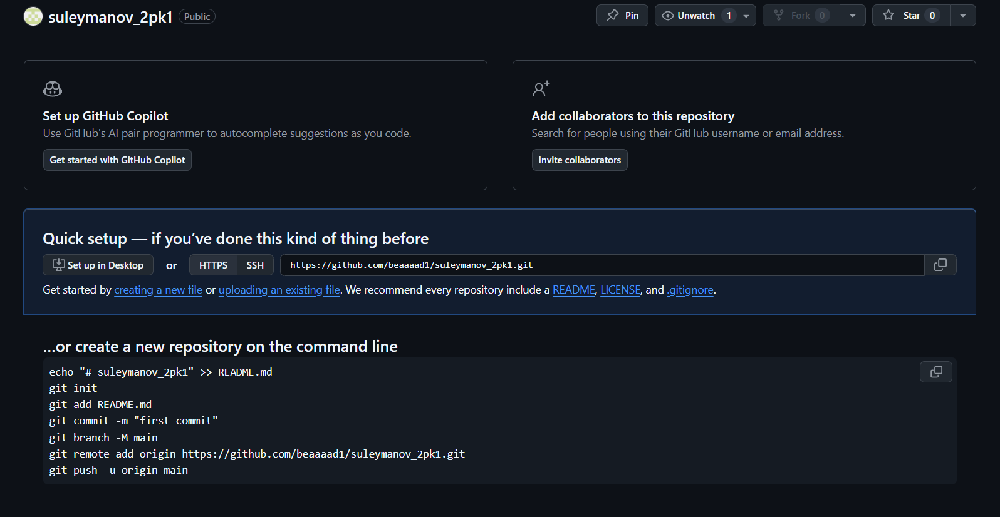 suleymanov_2pk1 Public Pin Unwatch 1 Fork 0 Star 0
Set up GitHub Copilot
Use GitHub's AI pair programmer to autocomplete suggestions as you code.
Get started with GitHub Copilot
Add collaborators to this repository
Search for people using their GitHub username or email address.
Invite collaborators
Quick setup — if you’ve done this kind of thing before
Set up in Desktop or HTTPS SSH https://github.com/beaaaad1/suleymanov_2pk1.git
Get started by creating a new file or uploading an existing file. We recommend every repository include a README, LICENSE, and .gitignore.
…or create a new repository on the command line
echo "# suleymanov_2pk1" >> README.md
git init
git add README.md
git commit -m "first commit"
git branch -M main
git remote add origin https://github.com/beaaaad1/suleymanov_2pk1.git
git push -u origin main